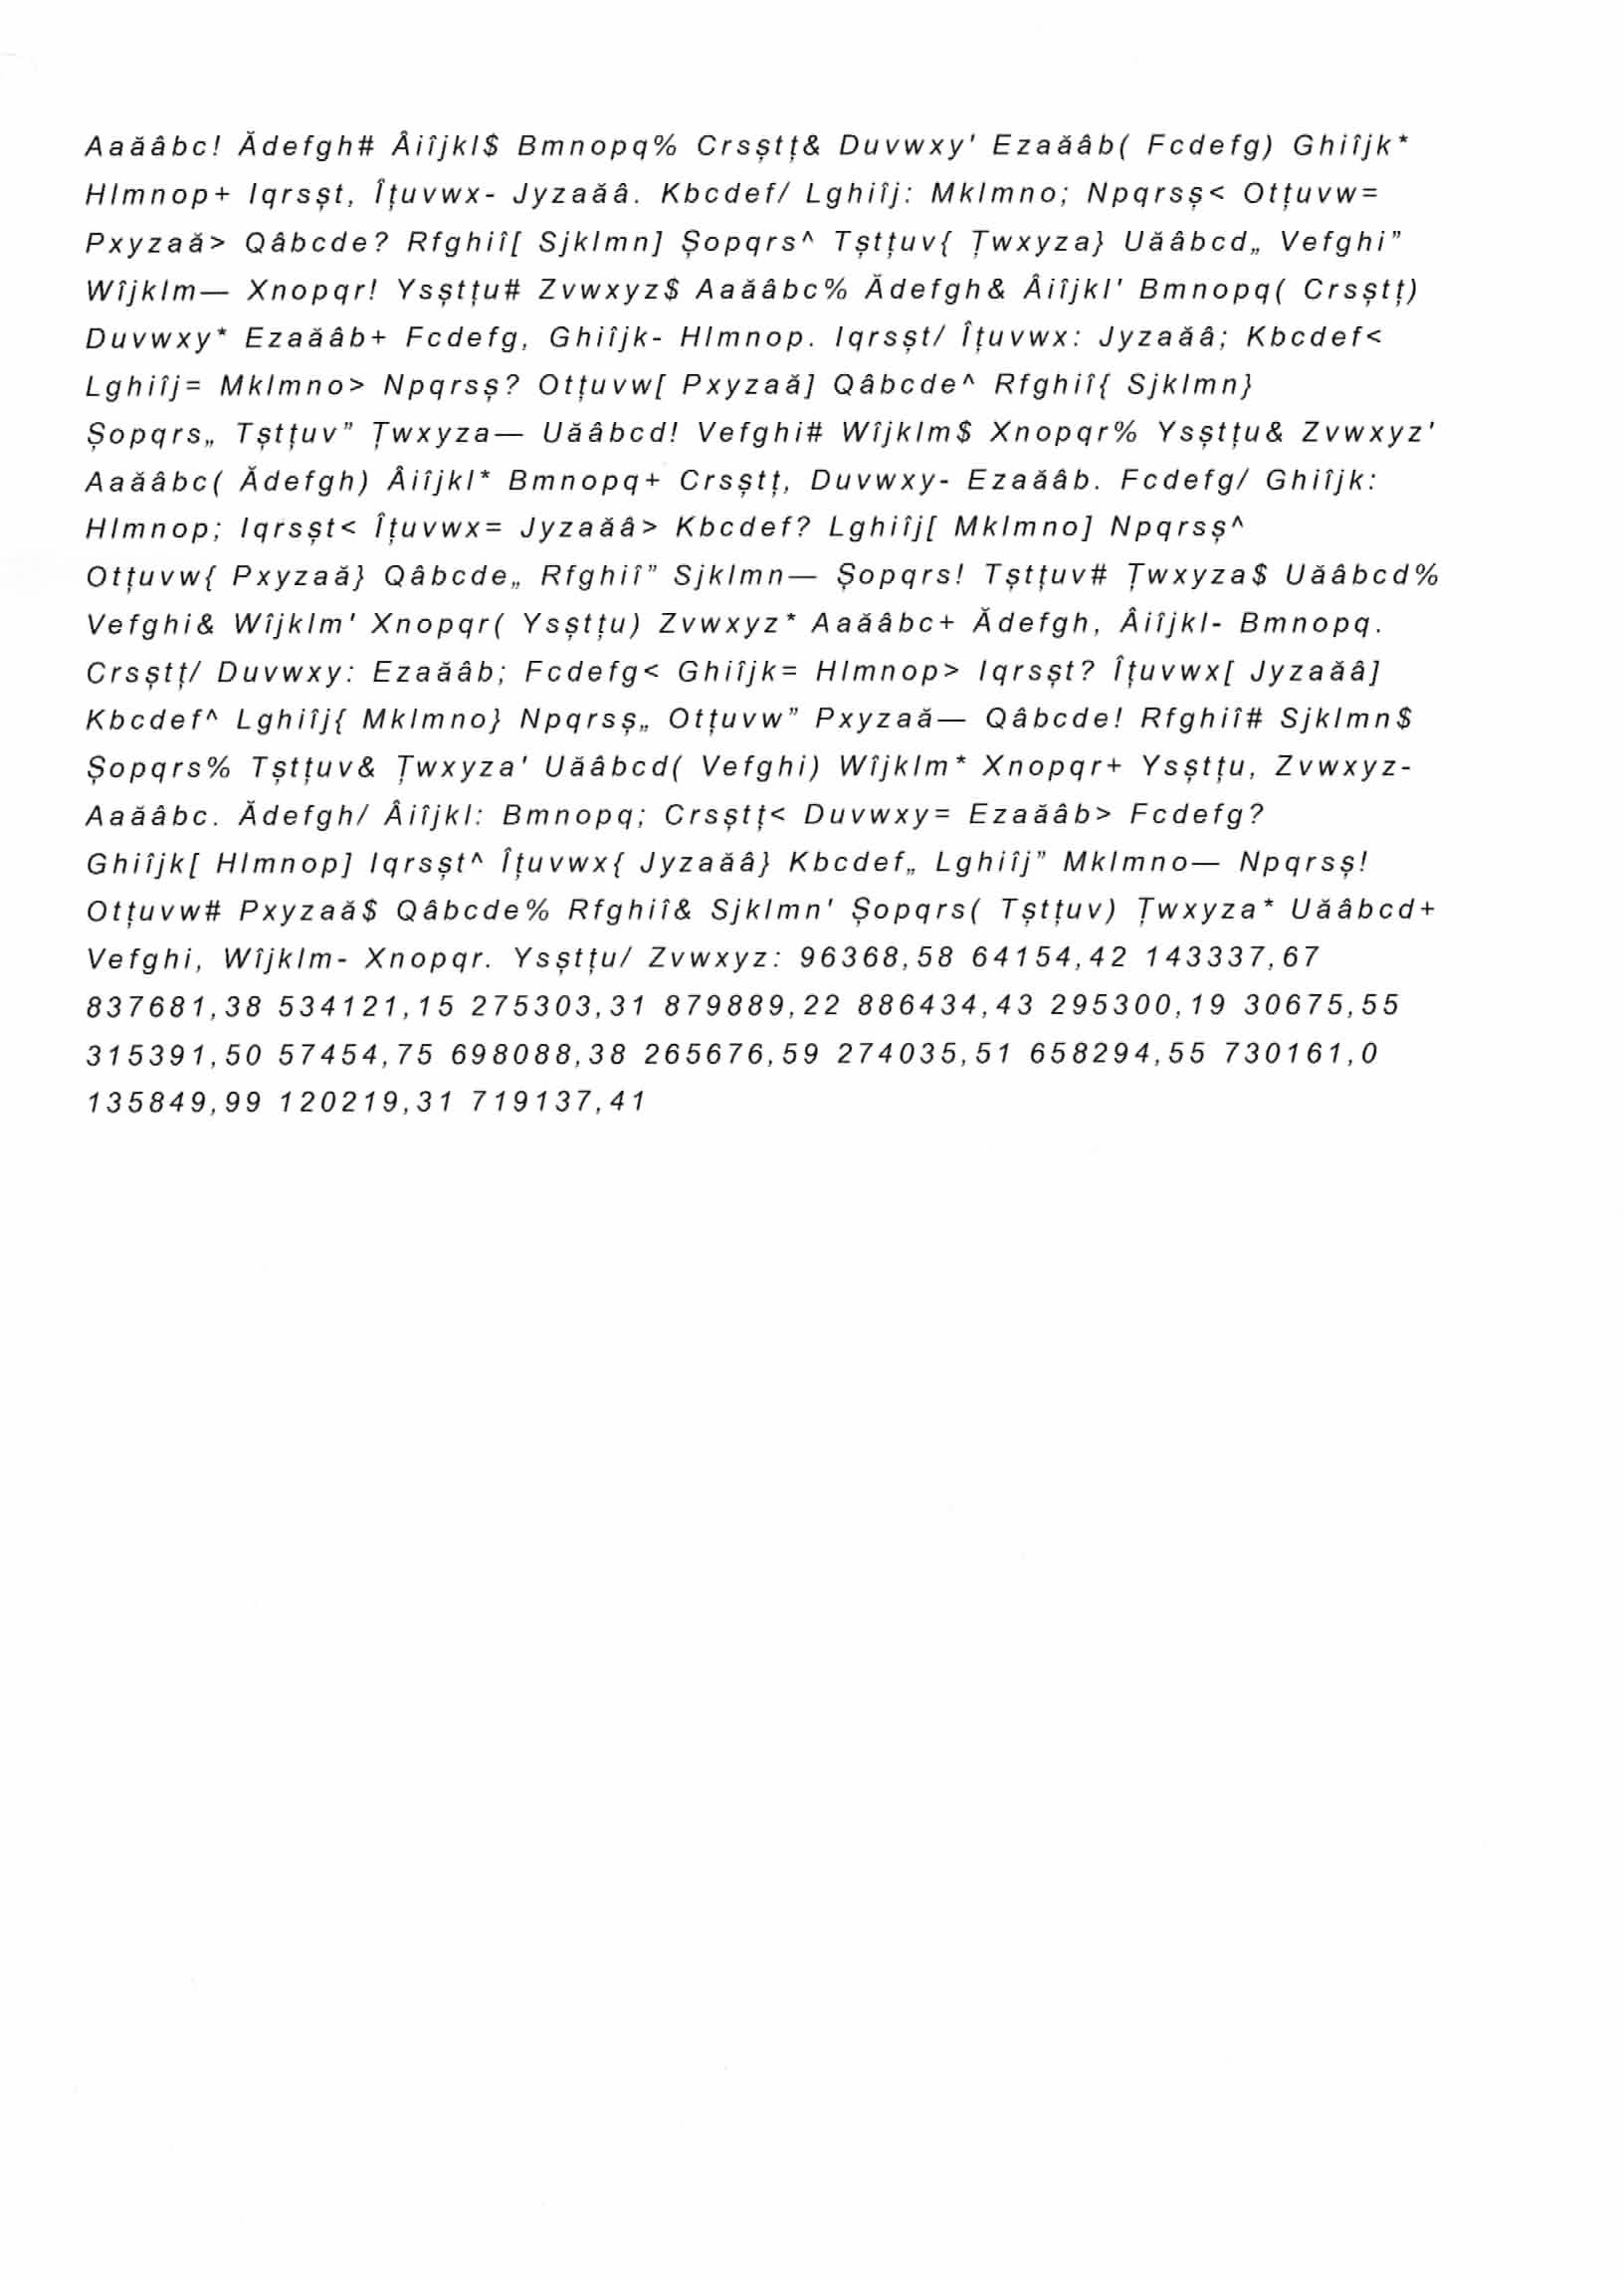 Aaăâbc! Ădefgh# Âiîjkl$ Bmnopq% Crsștț& Duvwxy' Ezaăâb( Fcdefg) Ghiîjk*
Hlmnop+ Iqrsșt, Îțuvwx- Jyzaăâ. Kbcdef/ Lghiîj: Mklmno; Npqrsș< Otțuvw=
Pxyzaă> Qâbcde? Rfghiî[ Sjklmn] Șopqrs^ Tștțuv{ Țwxyza} Uăâbcd„ Vefghi”
Wîjklm— Xnopqr! Ysștțu# Zvwxyz$ Aaăâbc% Ădefgh& Âiîjkl' Bmnopq( Crsștț)
Duvwxy* Ezaăâb+ Fcdefg, Ghiîjk- Hlmnop. Iqrsșt/ Îțuvwx: Jyzaăâ; Kbcdef<
Lghiîj= Mklmno> Npqrsș? Otțuvw[ Pxyzaă] Qâbcde^ Rfghiî{ Sjklmn}
Șopqrs„ Tștțuv” Țwxyza— Uăâbcd! Vefghi# Wîjklm$ Xnopqr% Ysștțu& Zvwxyz'
Aaăâbc( Ădefgh) Âiîjkl* Bmnopq+ Crsștț, Duvwxy- Ezaăâb. Fcdefg/ Ghiîjk:
Hlmnop; Iqrsșt< Îțuvwx= Jyzaăâ> Kbcdef? Lghiîj[ Mklmno] Npqrsș^
Otțuvw{ Pxyzaă} Qâbcde„ Rfghiî” Sjklmn— Șopqrs! Tștțuv# Țwxyza$ Uăâbcd%
Vefghi& Wîjklm' Xnopqr( Ysștțu) Zvwxyz* Aaăâbc+ Ădefgh, Âiîjkl- Bmnopq.
Crsștț/ Duvwxy: Ezaăâb; Fcdefg< Ghiîjk= Hlmnop> Iqrsșt? Îțuvwx[ Jyzaăâ]
Kbcdef^ Lghiîj{ Mklmno} Npqrsș„ Otțuvw” Pxyzaă— Qâbcde! Rfghiî# Sjklmn$
Șopqrs% Tștțuv& Țwxyza' Uăâbcd( Vefghi) Wîjklm* Xnopqr+ Ysștțu, Zvwxyz-
Aaăâbc. Ădefgh/ Âiîjkl: Bmnopq; Crsștț< Duvwxy= Ezaăâb> Fcdefg?
Ghiîjk[ Hlmnop] Iqrsșt^ Îțuvwx{ Jyzaăâ} Kbcdef„ Lghiîj” Mklmno— Npqrsș!
Otțuvw# Pxyzaă$ Qâbcde% Rfghiî& Sjklmn' Șopqrs( Tștțuv) Țwxyza* Uăâbcd+
Vefghi, Wîjklm- Xnopqr. Ysștțu/ Zvwxyz: 96368,58 64154,42 143337,67
837681,38 534121,15 275303,31 879889,22 886434,43 295300,19 30675,55
315391,50 57454,75 698088,38 265676,59 274035,51 658294,55 730161,0
135849,99 120219,31 719137,41